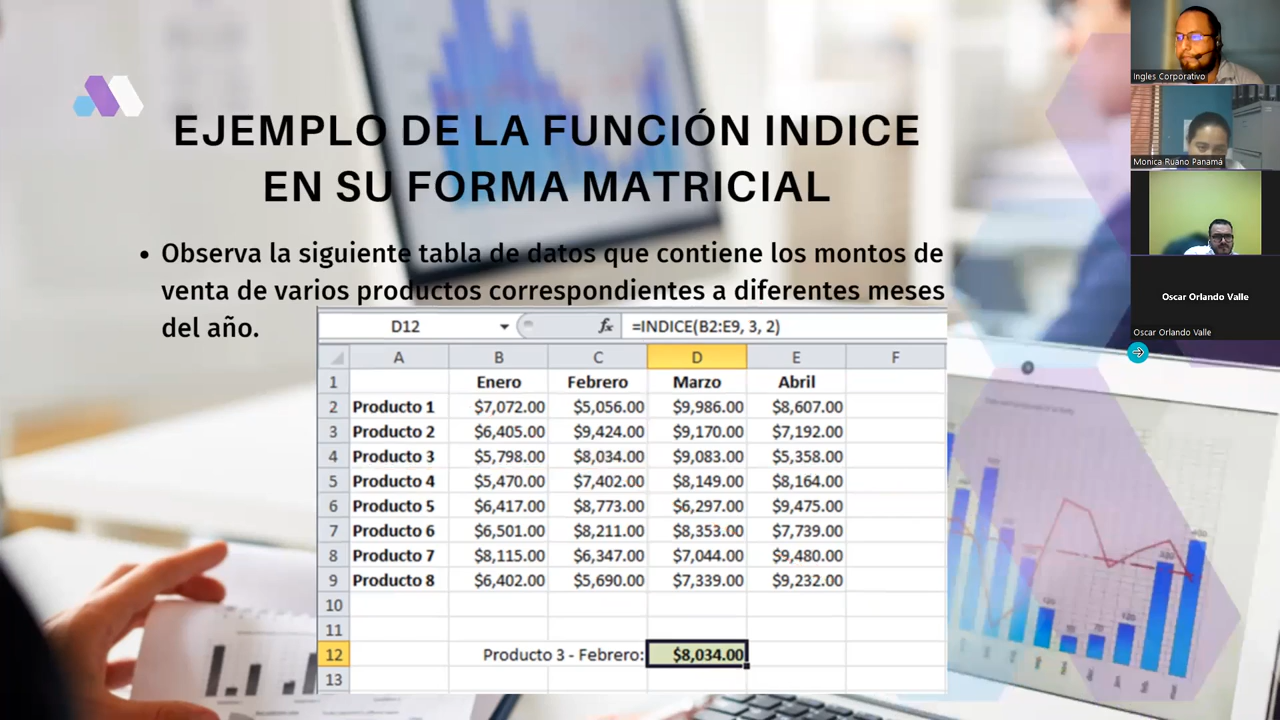 EJEMPLO DE LA FUNCIÓN INDICE
EN SU FORMA MATRICIAL
• Observa la siguiente tabla de datos que contiene los montos de
venta de varios productos correspondientes a diferentes meses
del año.
D12 fx =INDICE(B2:E9, 3, 2)
A B C D E F
1 Enero Febrero Marzo Abril
2 Producto 1 $7,072.00 $5,056.00 $9,986.00 $8,607.00
3 Producto 2 $6,405.00 $9,424.00 $9,170.00 $7,192.00
4 Producto 3 $5,798.00 $8,034.00 $9,083.00 $5,358.00
5 Producto 4 $5,470.00 $7,402.00 $8,149.00 $8,164.00
6 Producto 5 $6,417.00 $8,773.00 $6,297.00 $9,475.00
7 Producto 6 $6,501.00 $8,211.00 $8,353.00 $7,739.00
8 Producto 7 $8,115.00 $6,347.00 $7,044.00 $9,480.00
9 Producto 8 $6,402.00 $5,690.00 $7,339.00 $9,232.00
10
11
12 Producto 3 - Febrero: $8,034.00
13
Ingles Corporativo
Monica Ruano Panamá
Oscar Orlando Valle
Oscar Orlando Valle